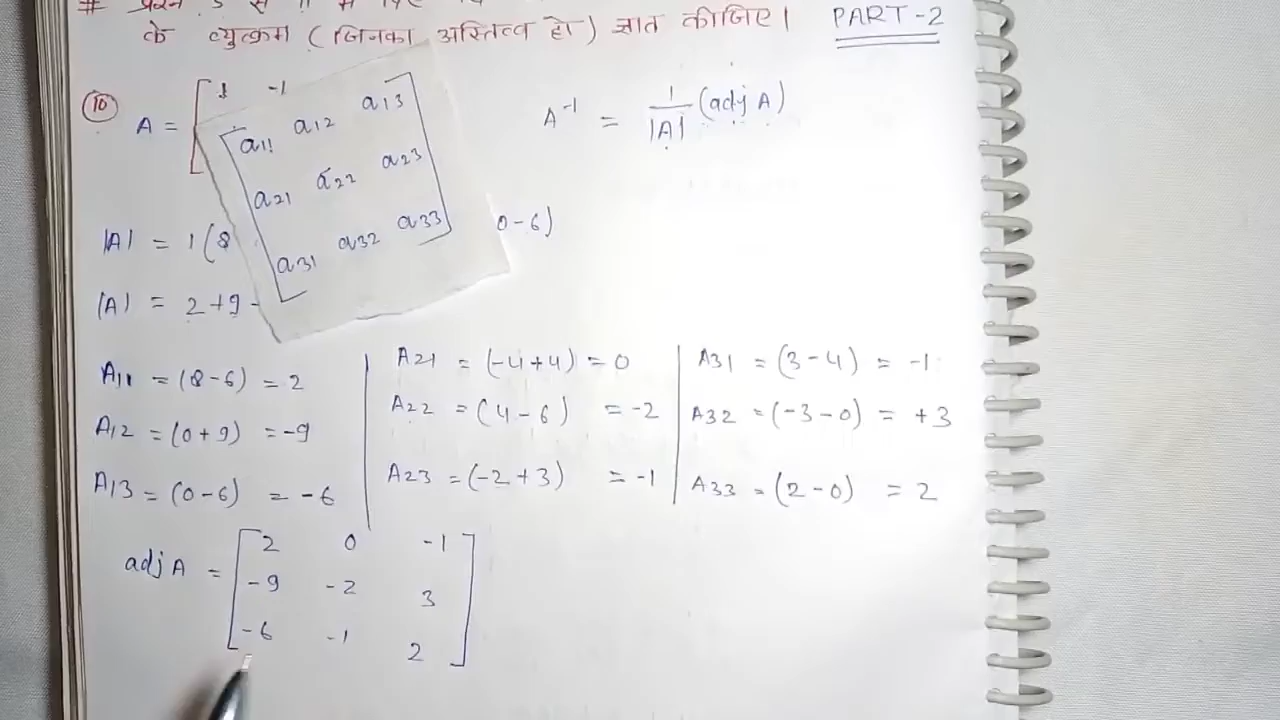 # प्रश्न 5 से 11 में दिए
के व्युत्क्रम (जिनका अस्तित्व हो) ज्ञात कीजिए। PART-2
10 A = [ 1 -1
a11 a12 a13
a21 a22 a23
a31 a32 a33
A⁻¹ = 1/|A| (adj A)
|A| = 1(8 0-6)
|A| = 2+9-
A11 = (8-6) = 2
A12 = (0+9) = -9
A13 = (0-6) = -6
A21 = (-4+4) = 0
A22 = (4-6) = -2
A23 = (-2+3) = -1
A31 = (3-4) = -1
A32 = (-3-0) = +3
A33 = (2-0) = 2
adj A = [ 2 0 -1
-9 -2 3
-6 -1 2 ]